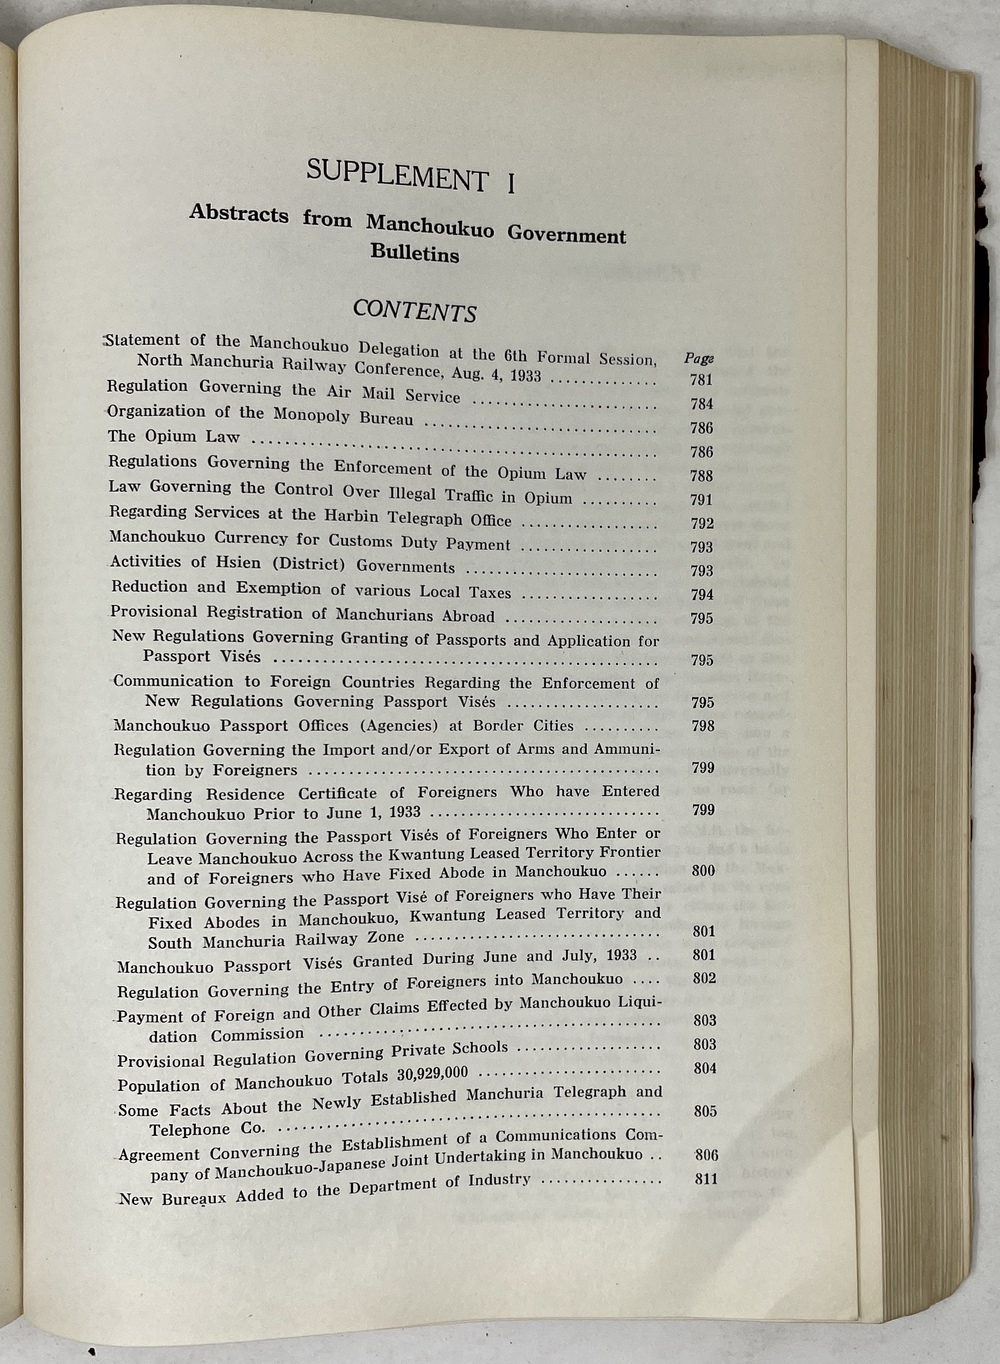 SUPPLEMENT I
Abstracts from Manchoukuo Government
Bulletins
CONTENTS
Page
Statement of the Manchoukuo Delegation at the 6th Formal Session,
North Manchuria Railway Conference, Aug. 4, 1933 .............. 781
Regulation Governing the Air Mail Service ........................ 784
Organization of the Monopoly Bureau .............................. 786
The Opium Law .................................................... 786
Regulations Governing the Enforcement of the Opium Law ........ 788
Law Governing the Control Over Illegal Traffic in Opium .......... 791
Regarding Services at the Harbin Telegraph Office .................. 792
Manchoukuo Currency for Customs Duty Payment .................. 793
Activities of Hsien (District) Governments ......................... 793
Reduction and Exemption of various Local Taxes .................. 794
Provisional Registration of Manchurians Abroad .................... 795
New Regulations Governing Granting of Passports and Application for
Passport Visés ................................................ 795
Communication to Foreign Countries Regarding the Enforcement of
New Regulations Governing Passport Visés .................... 795
Manchoukuo Passport Offices (Agencies) at Border Cities .......... 798
Regulation Governing the Import and/or Export of Arms and Ammuni-
tion by Foreigners ............................................ 799
Regarding Residence Certificate of Foreigners Who have Entered
Manchoukuo Prior to June 1, 1933 .............................. 799
Regulation Governing the Passport Visés of Foreigners Who Enter or
Leave Manchoukuo Across the Kwantung Leased Territory Frontier
and of Foreigners who Have Fixed Abode in Manchoukuo ...... 800
Regulation Governing the Passport Visé of Foreigners who Have Their
Fixed Abodes in Manchoukuo, Kwantung Leased Territory and
South Manchuria Railway Zone ................................ 801
Manchoukuo Passport Visés Granted During June and July, 1933 .. 801
Regulation Governing the Entry of Foreigners into Manchoukuo .... 802
Payment of Foreign and Other Claims Effected by Manchoukuo Liqui-
dation Commission ............................................ 803
Provisional Regulation Governing Private Schools ................... 803
Population of Manchoukuo Totals 30,929,000 ........................ 804
Some Facts About the Newly Established Manchuria Telegraph and
Telephone Co. ................................................. 805
Agreement Converning the Establishment of a Communications Com-
pany of Manchoukuo-Japanese Joint Undertaking in Manchoukuo .. 806
New Bureaux Added to the Department of Industry ................ 811